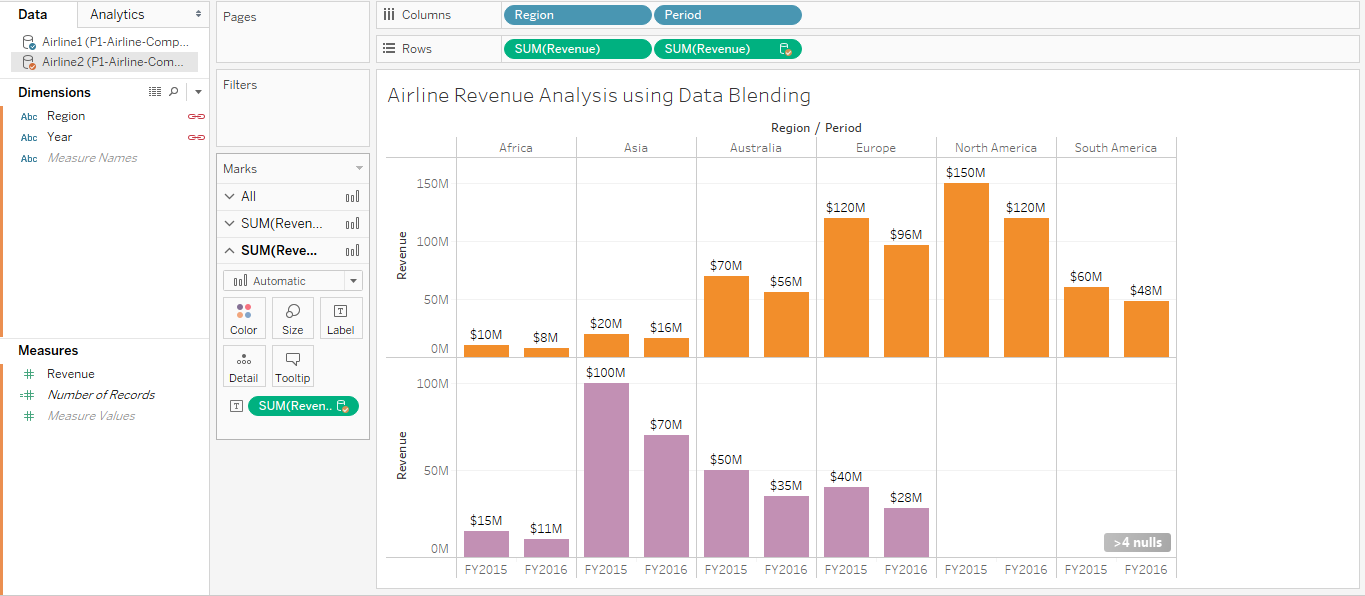 Data
Analytics
Airline1 (P1-Airline-Comp...
Airline2 (P1-Airline-Com...
Dimensions
Abc Region
Abc Year
Abc Measure Names
Measures
# Revenue
=# Number of Records
# Measure Values
Pages
Filters
Marks
All
SUM(Reven...
SUM(Reve...
Automatic
Color Size T Label
Detail Tooltip
T SUM(Reven..
Columns Region Period
Rows SUM(Revenue) SUM(Revenue)
Airline Revenue Analysis using Data Blending
Region / Period
Africa Asia Australia Europe North America South America
Revenue
150M
100M
50M
0M
$10M $8M $20M $16M $70M $56M $120M $96M $150M $120M $60M $48M
Revenue
100M
50M
0M
$15M $11M $100M $70M $50M $35M $40M $28M
>4 nulls
FY2015 FY2016 FY2015 FY2016 FY2015 FY2016 FY2015 FY2016 FY2015 FY2016 FY2015 FY2016